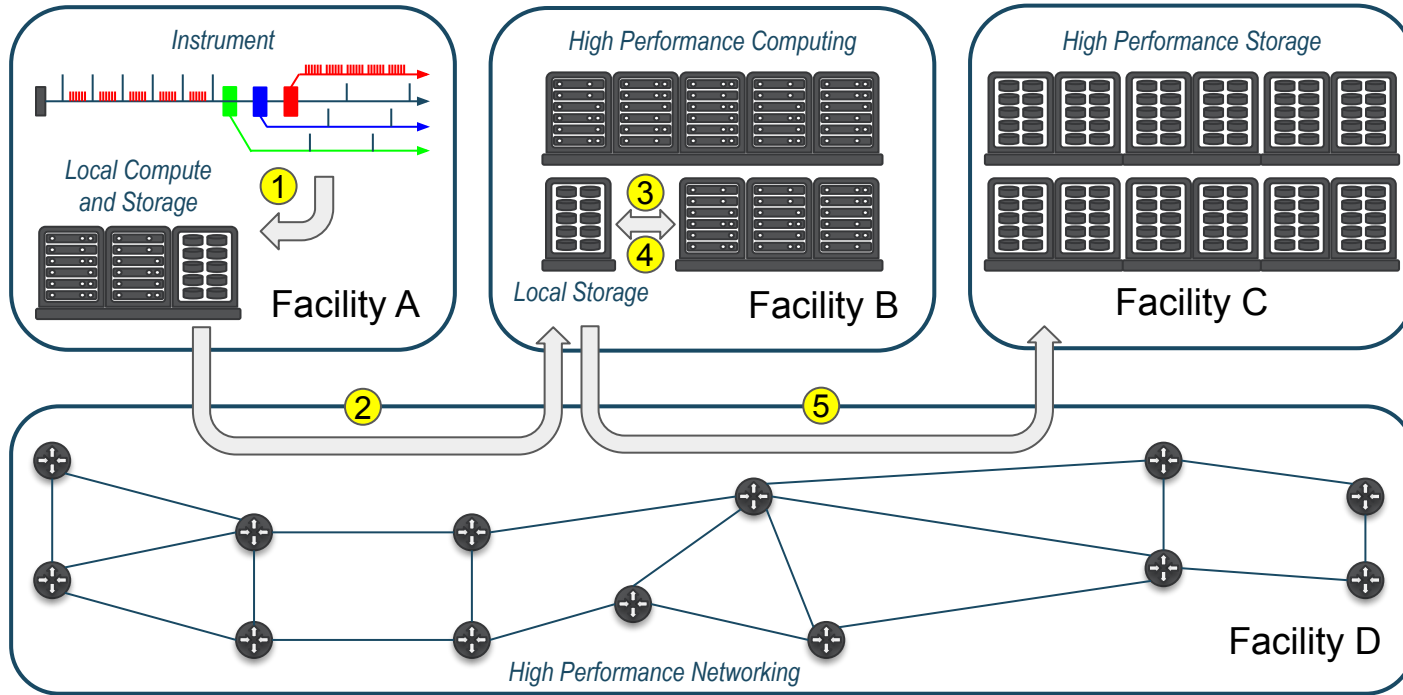 Instrument
Local Compute
and Storage
1
Facility A
High Performance Computing
3
4
Local Storage
Facility B
High Performance Storage
Facility C
2
5
High Performance Networking
Facility D